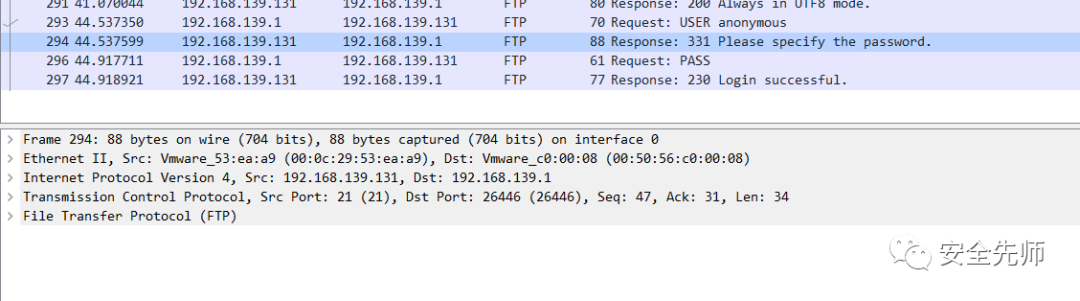 291 41.070044 192.168.139.131 192.168.139.1 FTP 80 Response: 200 Always in UTF8 mode.
293 44.537350 192.168.139.1 192.168.139.131 FTP 70 Request: USER anonymous
294 44.537599 192.168.139.131 192.168.139.1 FTP 88 Response: 331 Please specify the password.
296 44.917711 192.168.139.1 192.168.139.131 FTP 61 Request: PASS
297 44.918921 192.168.139.131 192.168.139.1 FTP 77 Response: 230 Login successful.
Frame 294: 88 bytes on wire (704 bits), 88 bytes captured (704 bits) on interface 0
Ethernet II, Src: Vmware_53:ea:a9 (00:0c:29:53:ea:a9), Dst: Vmware_c0:00:08 (00:50:56:c0:00:08)
Internet Protocol Version 4, Src: 192.168.139.131, Dst: 192.168.139.1
Transmission Control Protocol, Src Port: 21 (21), Dst Port: 26446 (26446), Seq: 47, Ack: 31, Len: 34
File Transfer Protocol (FTP)
安全先师